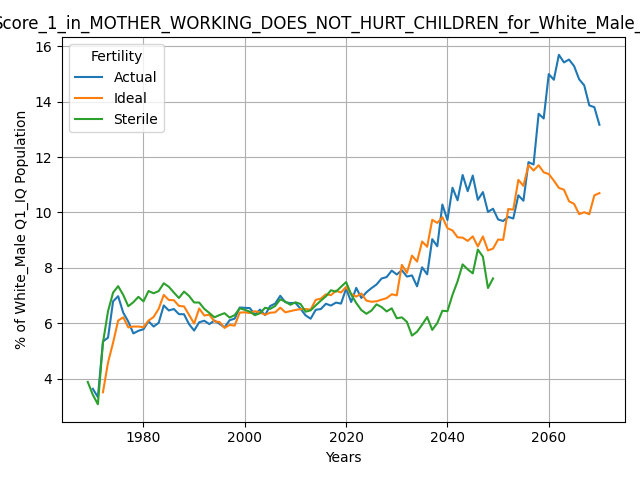 Score_1_in_MOTHER_WORKING_DOES_NOT_HURT_CHILDREN_for_White_Male_
Fertility
Actual
Ideal
Sterile
% of White_Male Q1_IQ Population
16
14
12
10
8
6
4
1980 2000 2020 2040 2060
Years